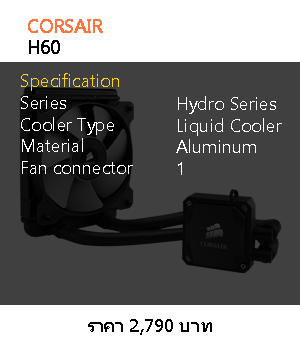 CORSAIR
H60
Specification
Series Hydro Series
Cooler Type Liquid Cooler
Material Aluminum
Fan connector 1
CORSAIR
ราคา 2,790 บาท